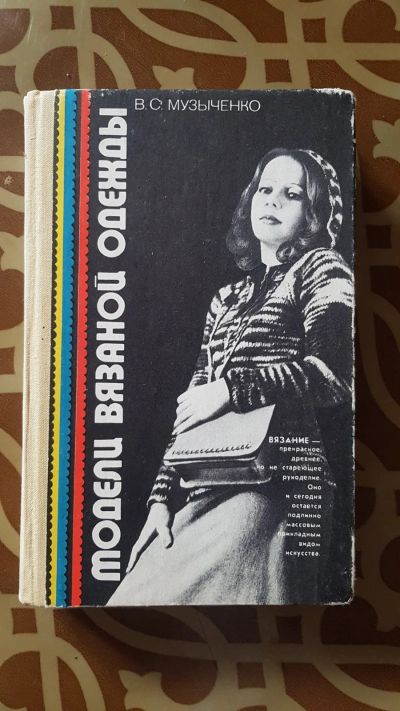 В.С. МУЗЫЧЕНКО
МОДЕЛИ ВЯЗАНОЙ ОДЕЖДЫ
ВЯЗАНИЕ —
прекрасное,
древнее,
но не стареющее
рукоделие.
Оно
и сегодня
остается
подлинно
массовым
прикладным
видом
искусства.